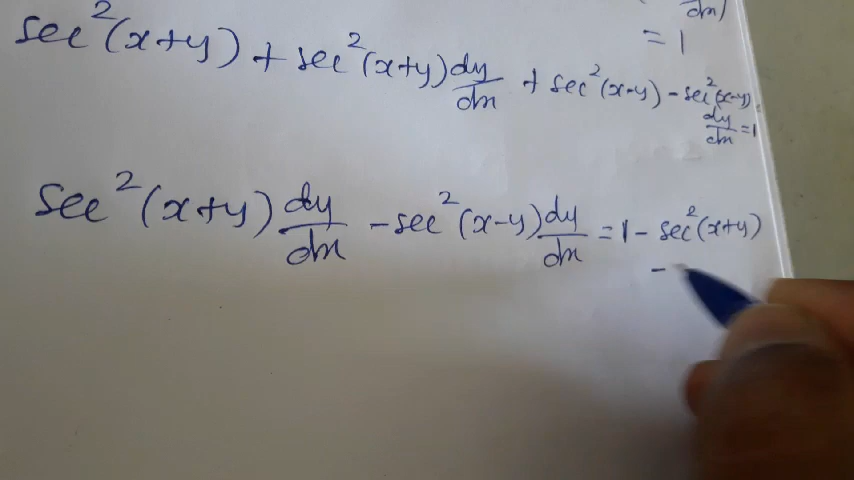 dx)
= 1
sec²(x+y) + sec²(x+y) dy/dx + sec²(x-y) - sec²(x-y).
dy/dx = 1
sec²(x+y) dy/dx - sec²(x-y) dy/dx = 1 - sec²(x+y)
-